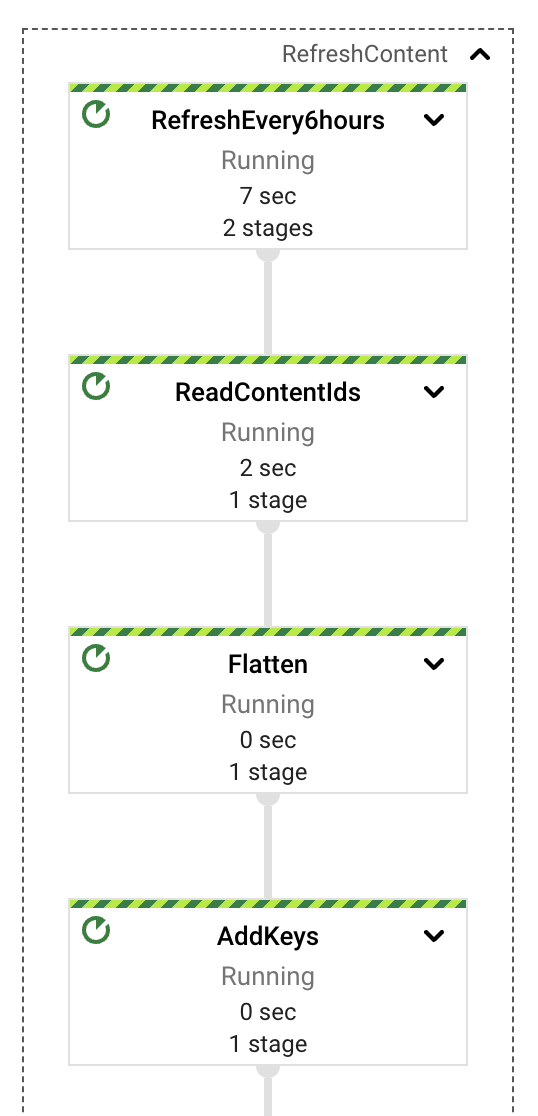 RefreshContent
RefreshEvery6hours
Running
7 sec
2 stages
ReadContentIds
Running
2 sec
1 stage
Flatten
Running
0 sec
1 stage
AddKeys
Running
0 sec
1 stage